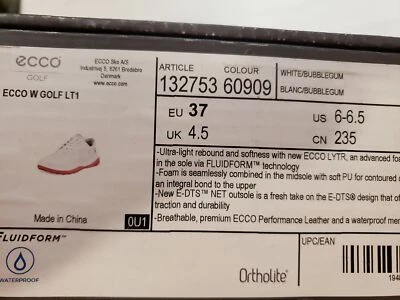 ecco
GOLF
ECCO Sko A/S
Industrivej 5, 6261 Bredebro
Denmark
www.ecco.com
ECCO W GOLF LT1
ARTICLE COLOUR
132753 60909
WHITE/BUBBLEGUM
BLANC/BUBBLEGUM
EU 37
US 6-6.5
UK 4.5
CN 235
-Ultra-light rebound and softness with new ECCO LYTR, an advanced foam
in the sole via FLUIDFORM™ technology
-Foam is seamlessly combined in the midsole with soft PU for contoured
an integral bond to the upper
-New E-DTS™ NET outsole is a fresh take on the E-DTS® design that
traction and durability
-Breathable, premium ECCO Performance Leather and a waterproof
Made in China
0U1
FLUIDFORM™
WATERPROOF
Ortholite®
UPC/EAN